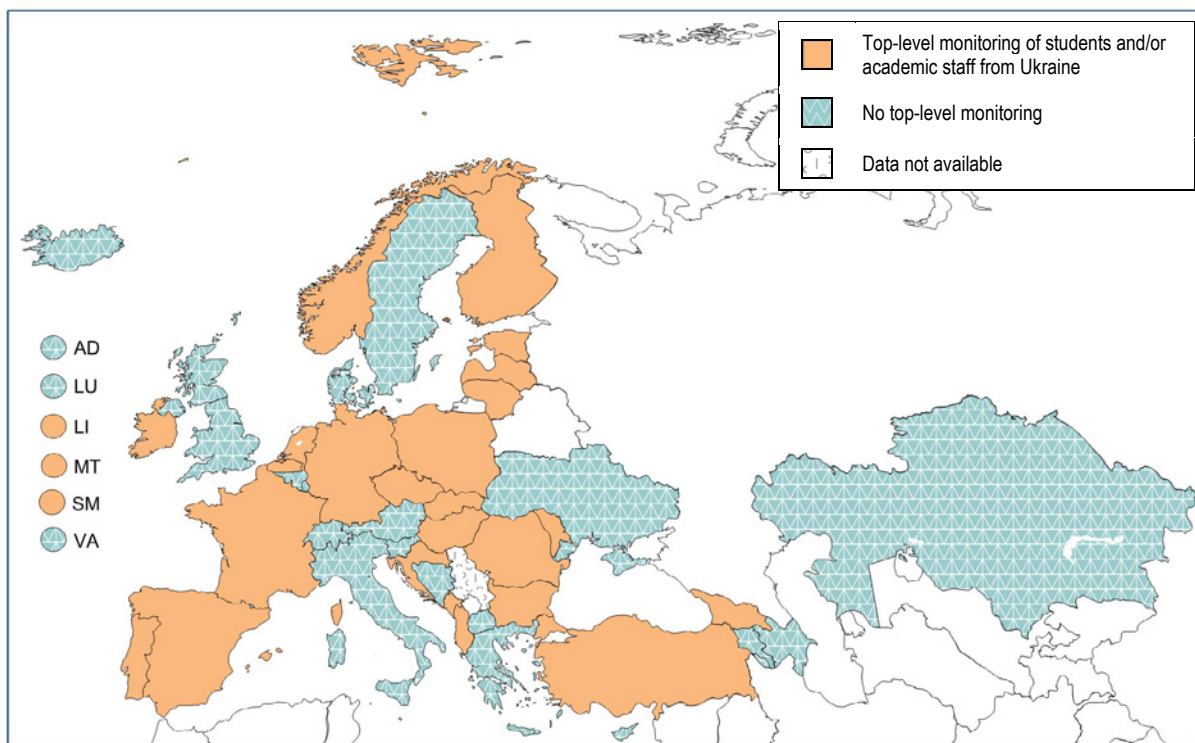 Top-level monitoring of students and/or
academic staff from Ukraine
No top-level monitoring
Data not available
AD
LU
LI
MT
SM
VA